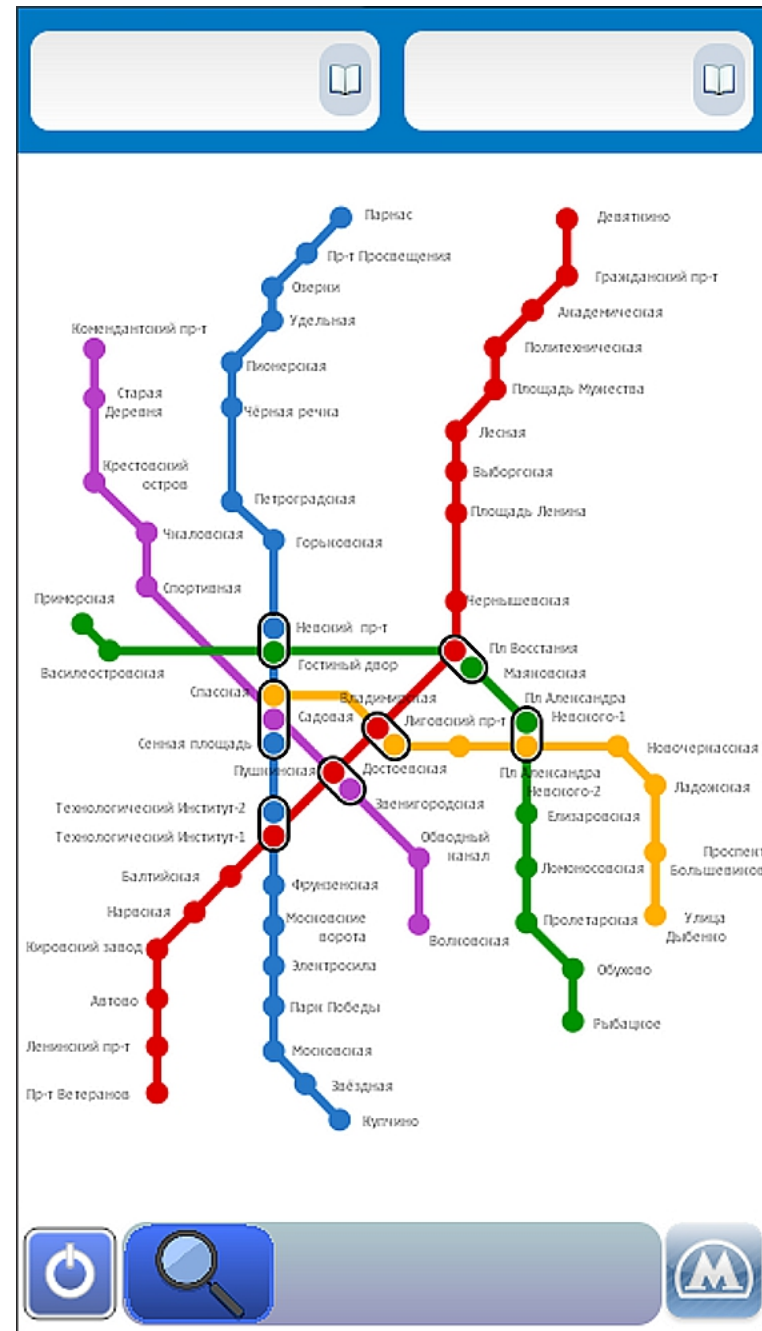 Парнас
Девяткино
Пр-т Просвещения
Гражданский пр-т
Озерки
Академическая
Удельная
Комендантский пр-т
Политехническая
Пионерская
Площадь Мужества
Старая
Деревня
Чёрная речка
Лесная
Крестовский
остров
Выборгская
Петроградская
Площадь Ленина
Чкаловская
Горьковская
Спортивная
Приморская
Чернышевская
Невский пр-т
Пл Восстания
Гостиный двор
Василеостровская
Маяковская
Спасская
Владимирская
Пл Александра
Невского-1
Садовая
Лиговский пр-т
Сенная площадь
Новочеркасская
Пушкинская
Достоевская
Пл Александра
Невского-2
Ладожская
Звенигородская
Технологический Институт-2
Елизаровская
Технологический Институт-1
Обводный
канал
Проспект
Большевиков
Ломоносовская
Балтийская
Фрунзенская
Нарвская
Московские
ворота
Пролетарская
Улица
Дыбенко
Волковская
Кировский завод
Электросила
Обухово
Автово
Парк Победы
Рыбацкое
Ленинский пр-т
Московская
Звёздная
Пр-т Ветеранов
Купчино
М